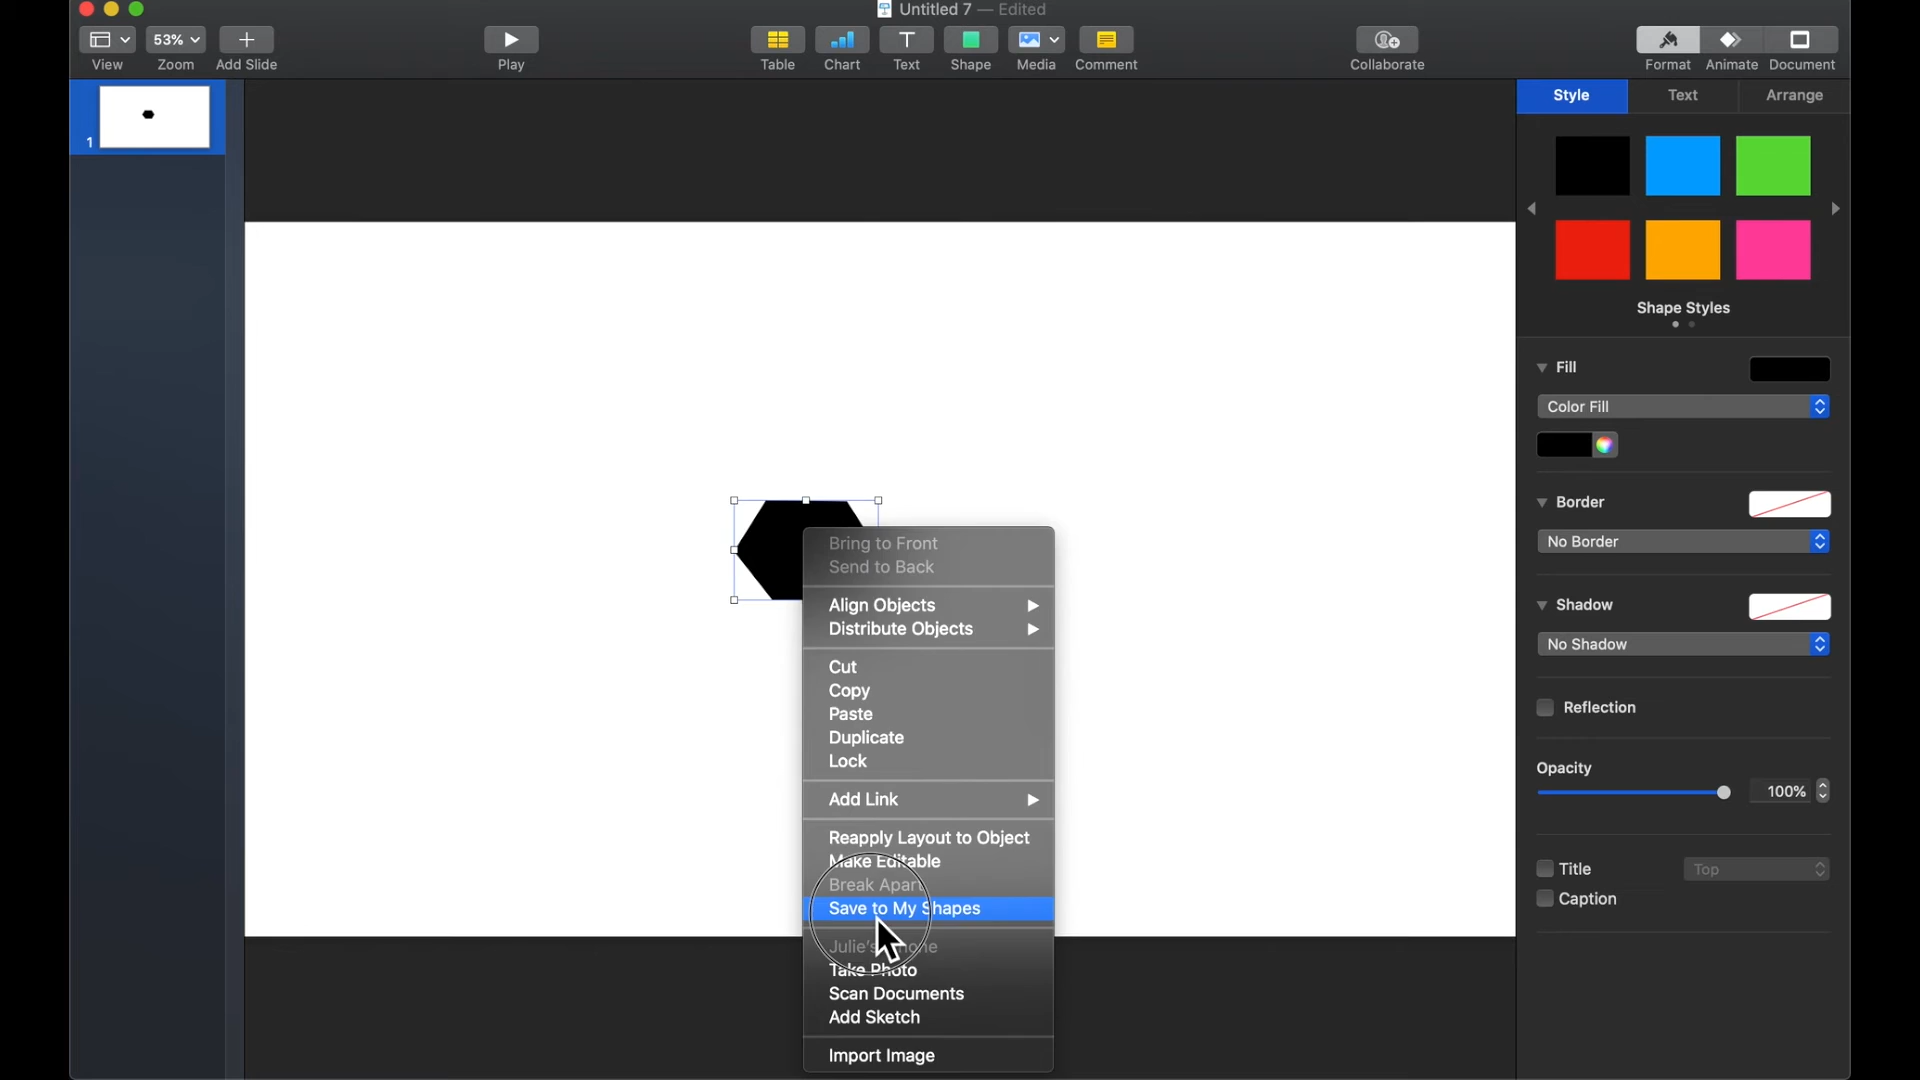 Untitled 7 — Edited
53%
View Zoom Add Slide Play Table Chart Text Shape Media Comment Collaborate Format Animate Document
1
Style Text Arrange
Shape Styles
Fill
Color Fill
Border
No Border
Shadow
No Shadow
Reflection
Opacity
100%
Title Top
Caption
Bring to Front
Send to Back
Align Objects
Distribute Objects
Cut
Copy
Paste
Duplicate
Lock
Add Link
Reapply Layout to Object
Make Editable
Break Apart
Save to My Shapes
Julie's
Take Photo
Scan Documents
Add Sketch
Import Image